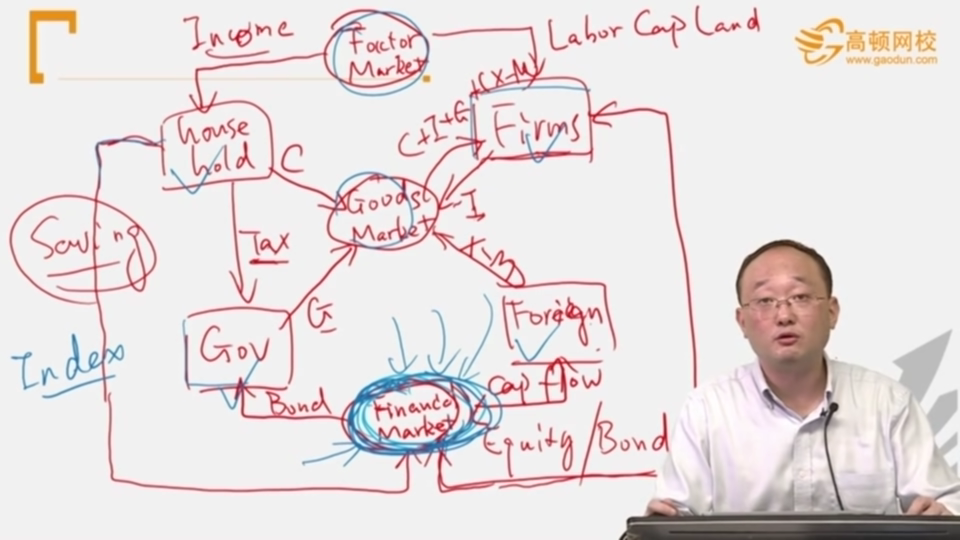 Income
Factor
Market
Labor Cap Land
高顿网校
www.gaodun.com
house
hold
C
C+I+G+(X-M)
Firms
Goods
Market
-I
Saving
Tax
X-M
G
Foreign
Gov
Index
Bond
Finance
Market
Cap flow
Equity/Bond